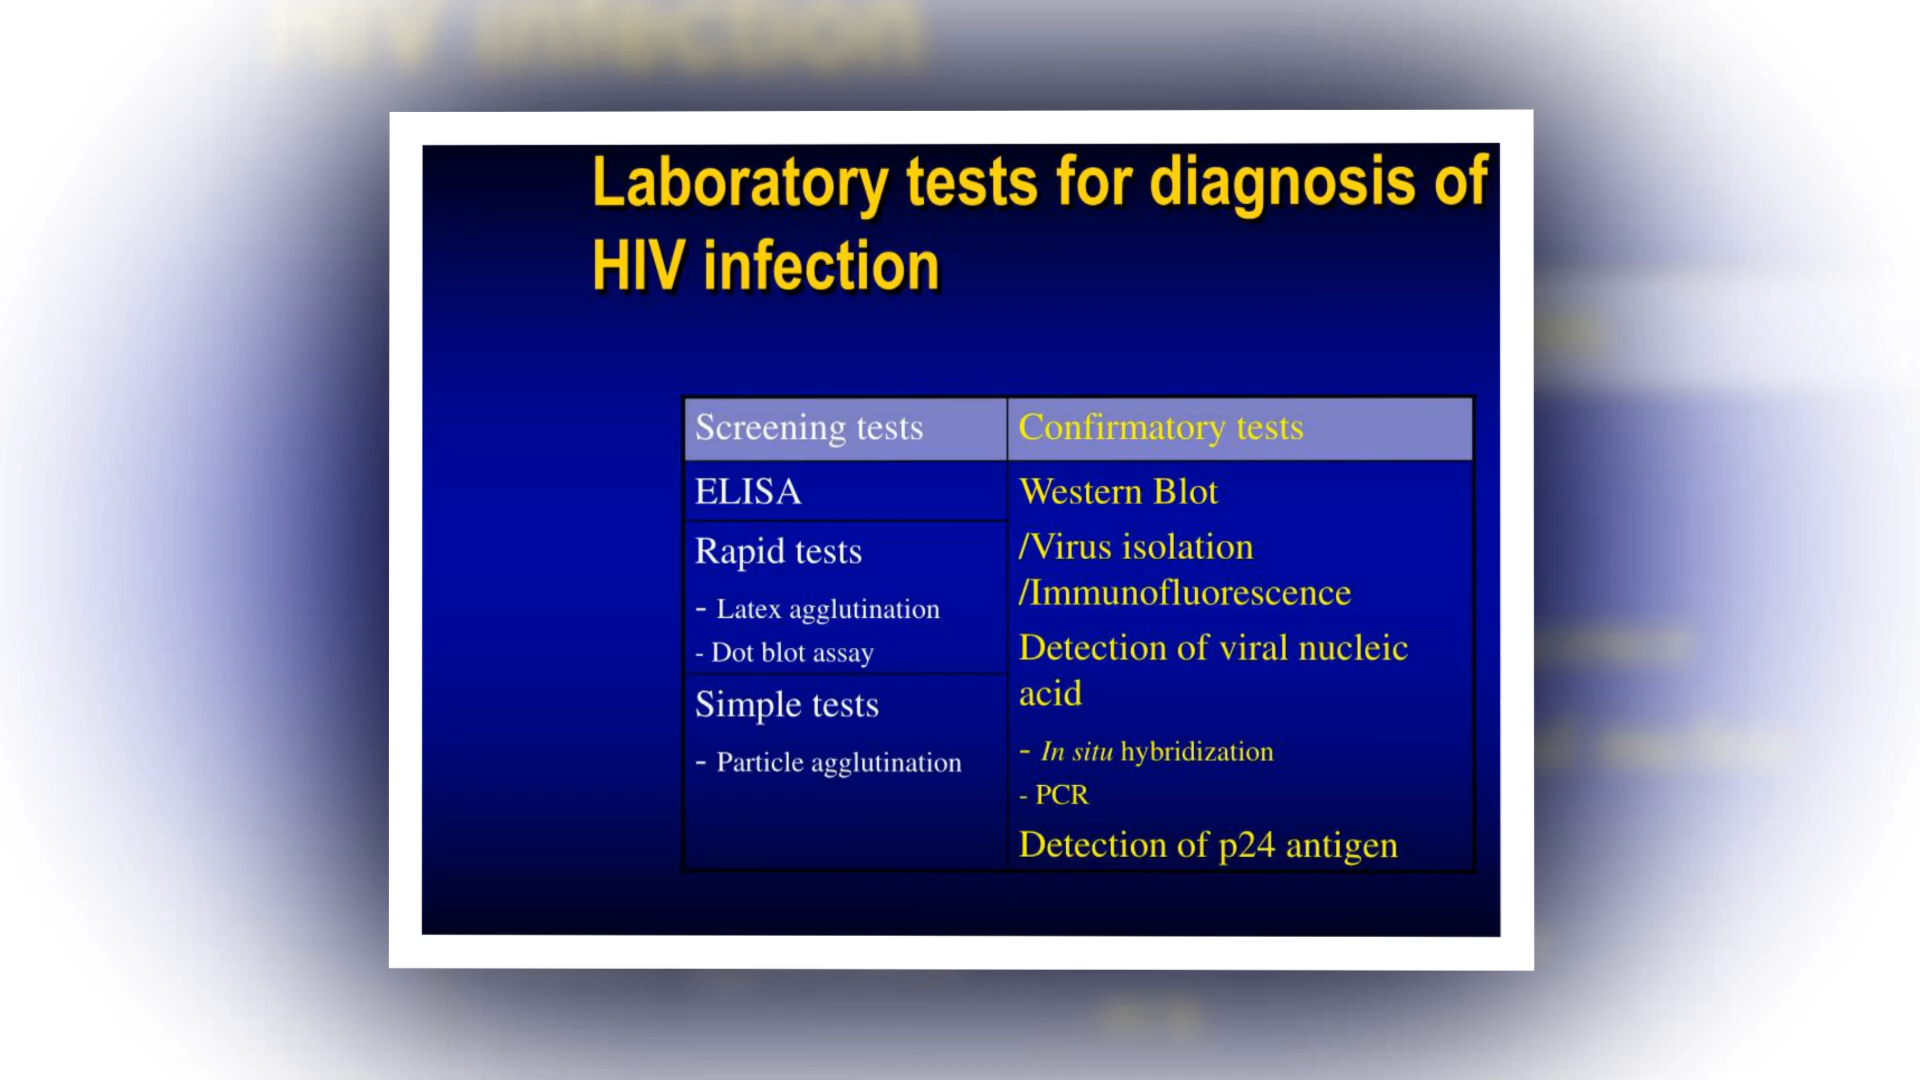 Laboratory tests for diagnosis of
HIV infection
Screening tests
ELISA
Rapid tests
- Latex agglutination
- Dot blot assay
Simple tests
- Particle agglutination
Confirmatory tests
Western Blot
/Virus isolation
/Immunofluorescence
Detection of viral nucleic
acid
- In situ hybridization
- PCR
Detection of p24 antigen